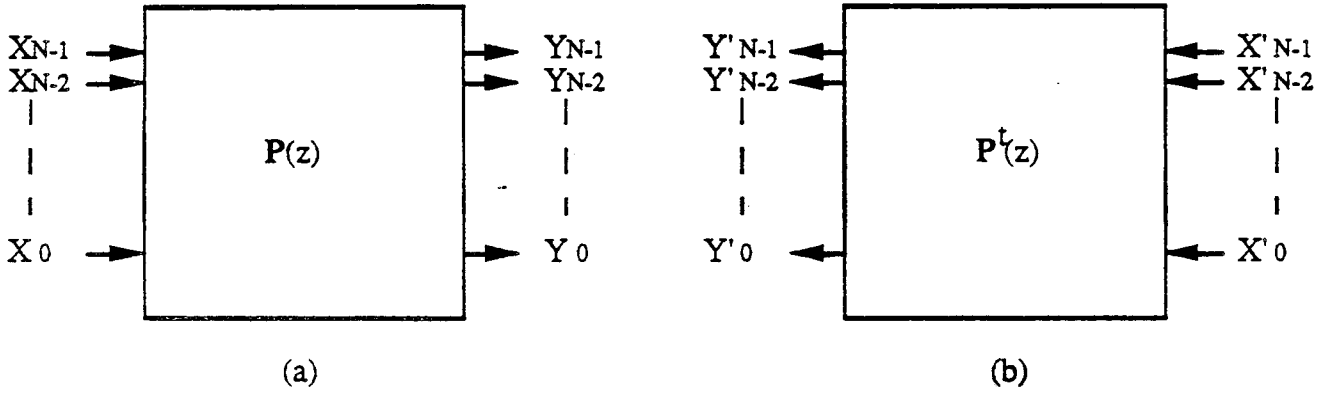 XN-1 YN-1 Y'N-1 X'N-1
XN-2 YN-2 Y'N-2 X'N-2
P(z) Pt(z)
X0 Y0 Y'0 X'0
(a) (b)